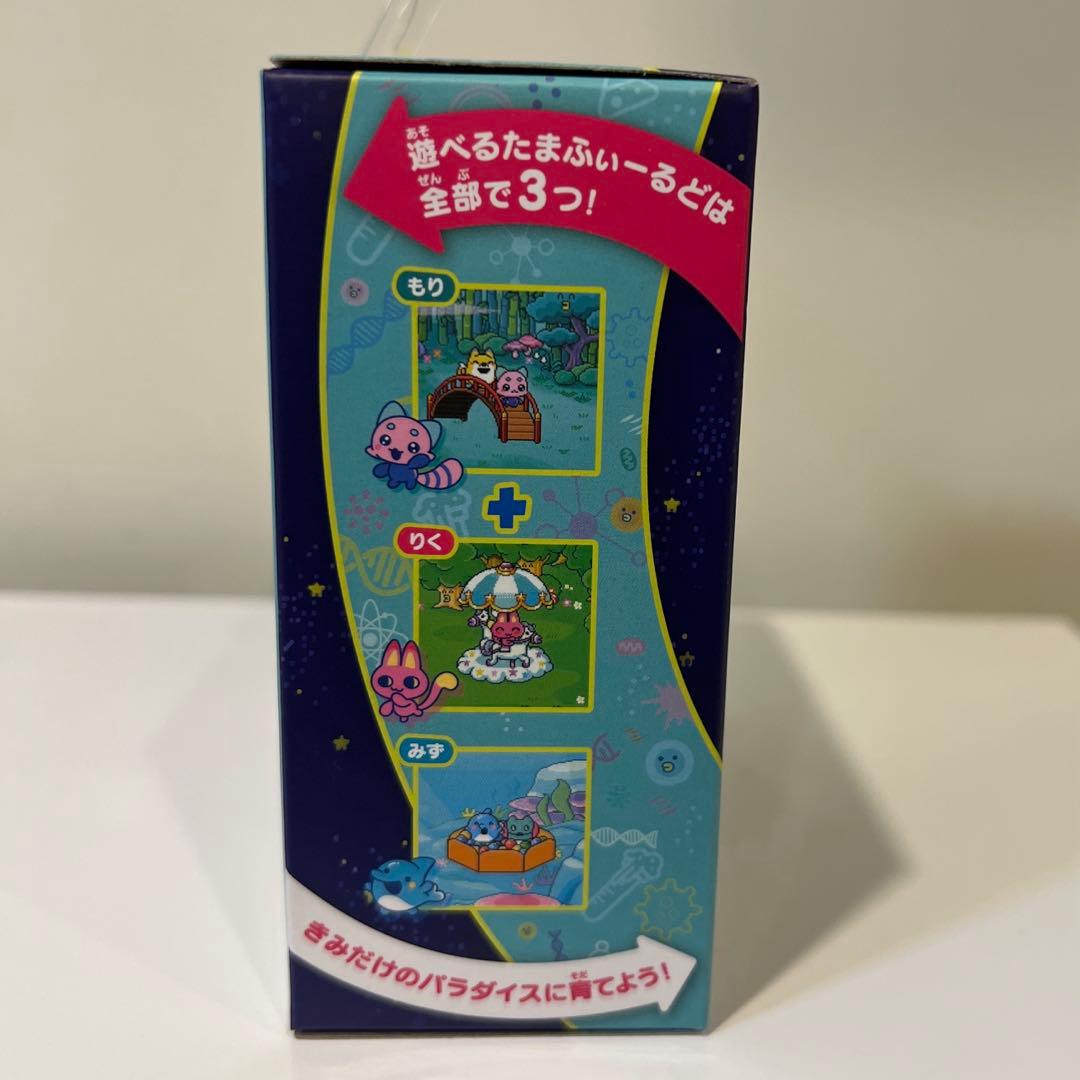 遊べるたまふぃーるどは
全部で3つ!
もり
りく
みず
きみだけのパラダイスに育てよう!